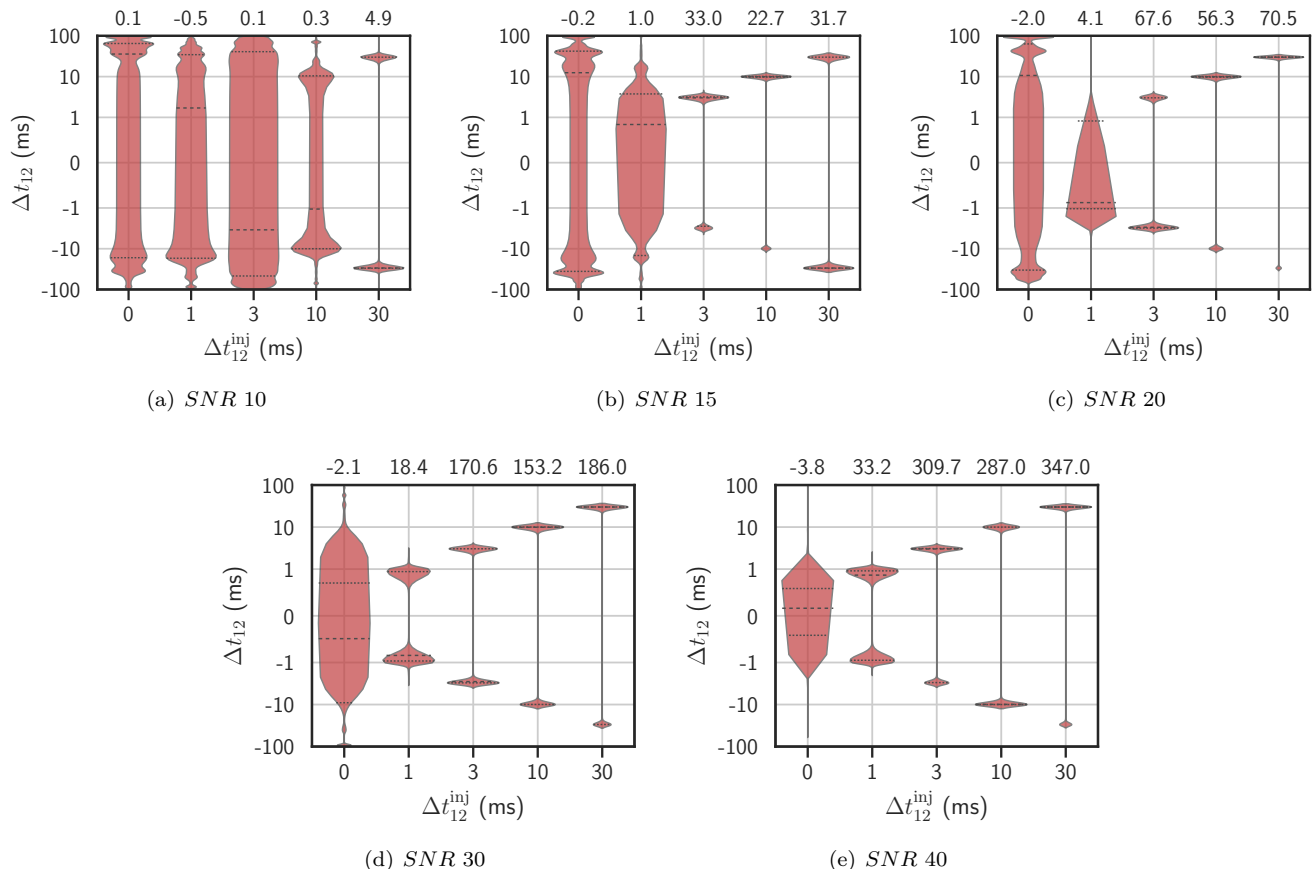 0.1 -0.5 0.1 0.3 4.9
100
10
1
0
-1
-10
-100
Δt₁₂ (ms)
0 1 3 10 30
Δt₁₂ⁱⁿʲ (ms)
(a) SNR 10
-0.2 1.0 33.0 22.7 31.7
100
10
1
0
-1
-10
-100
Δt₁₂ (ms)
0 1 3 10 30
Δt₁₂ⁱⁿʲ (ms)
(b) SNR 15
-2.0 4.1 67.6 56.3 70.5
100
10
1
0
-1
-10
-100
Δt₁₂ (ms)
0 1 3 10 30
Δt₁₂ⁱⁿʲ (ms)
(c) SNR 20
-2.1 18.4 170.6 153.2 186.0
100
10
1
0
-1
-10
-100
Δt₁₂ (ms)
0 1 3 10 30
Δt₁₂ⁱⁿʲ (ms)
(d) SNR 30
-3.8 33.2 309.7 287.0 347.0
100
10
1
0
-1
-10
-100
Δt₁₂ (ms)
0 1 3 10 30
Δt₁₂ⁱⁿʲ (ms)
(e) SNR 40